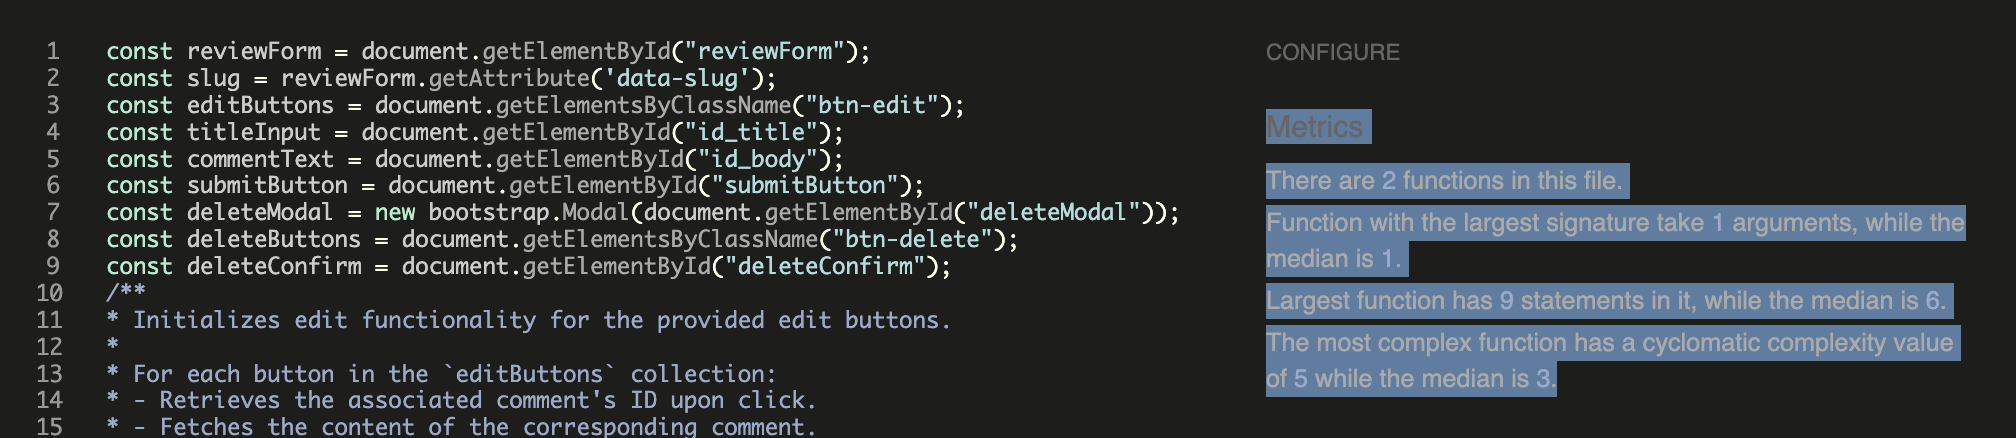 1 const reviewForm = document.getElementById("reviewForm");
2 const slug = reviewForm.getAttribute('data-slug');
3 const editButtons = document.getElementsByClassName("btn-edit");
4 const titleInput = document.getElementById("id_title");
5 const commentText = document.getElementById("id_body");
6 const submitButton = document.getElementById("submitButton");
7 const deleteModal = new bootstrap.Modal(document.getElementById("deleteModal"));
8 const deleteButtons = document.getElementsByClassName("btn-delete");
9 const deleteConfirm = document.getElementById("deleteConfirm");
10 /**
11 * Initializes edit functionality for the provided edit buttons.
12 *
13 * For each button in the `editButtons` collection:
14 * - Retrieves the associated comment's ID upon click.
15 * - Fetches the content of the corresponding comment.
CONFIGURE
Metrics
There are 2 functions in this file.
Function with the largest signature take 1 arguments, while the
median is 1.
Largest function has 9 statements in it, while the median is 6.
The most complex function has a cyclomatic complexity value
of 5 while the median is 3.